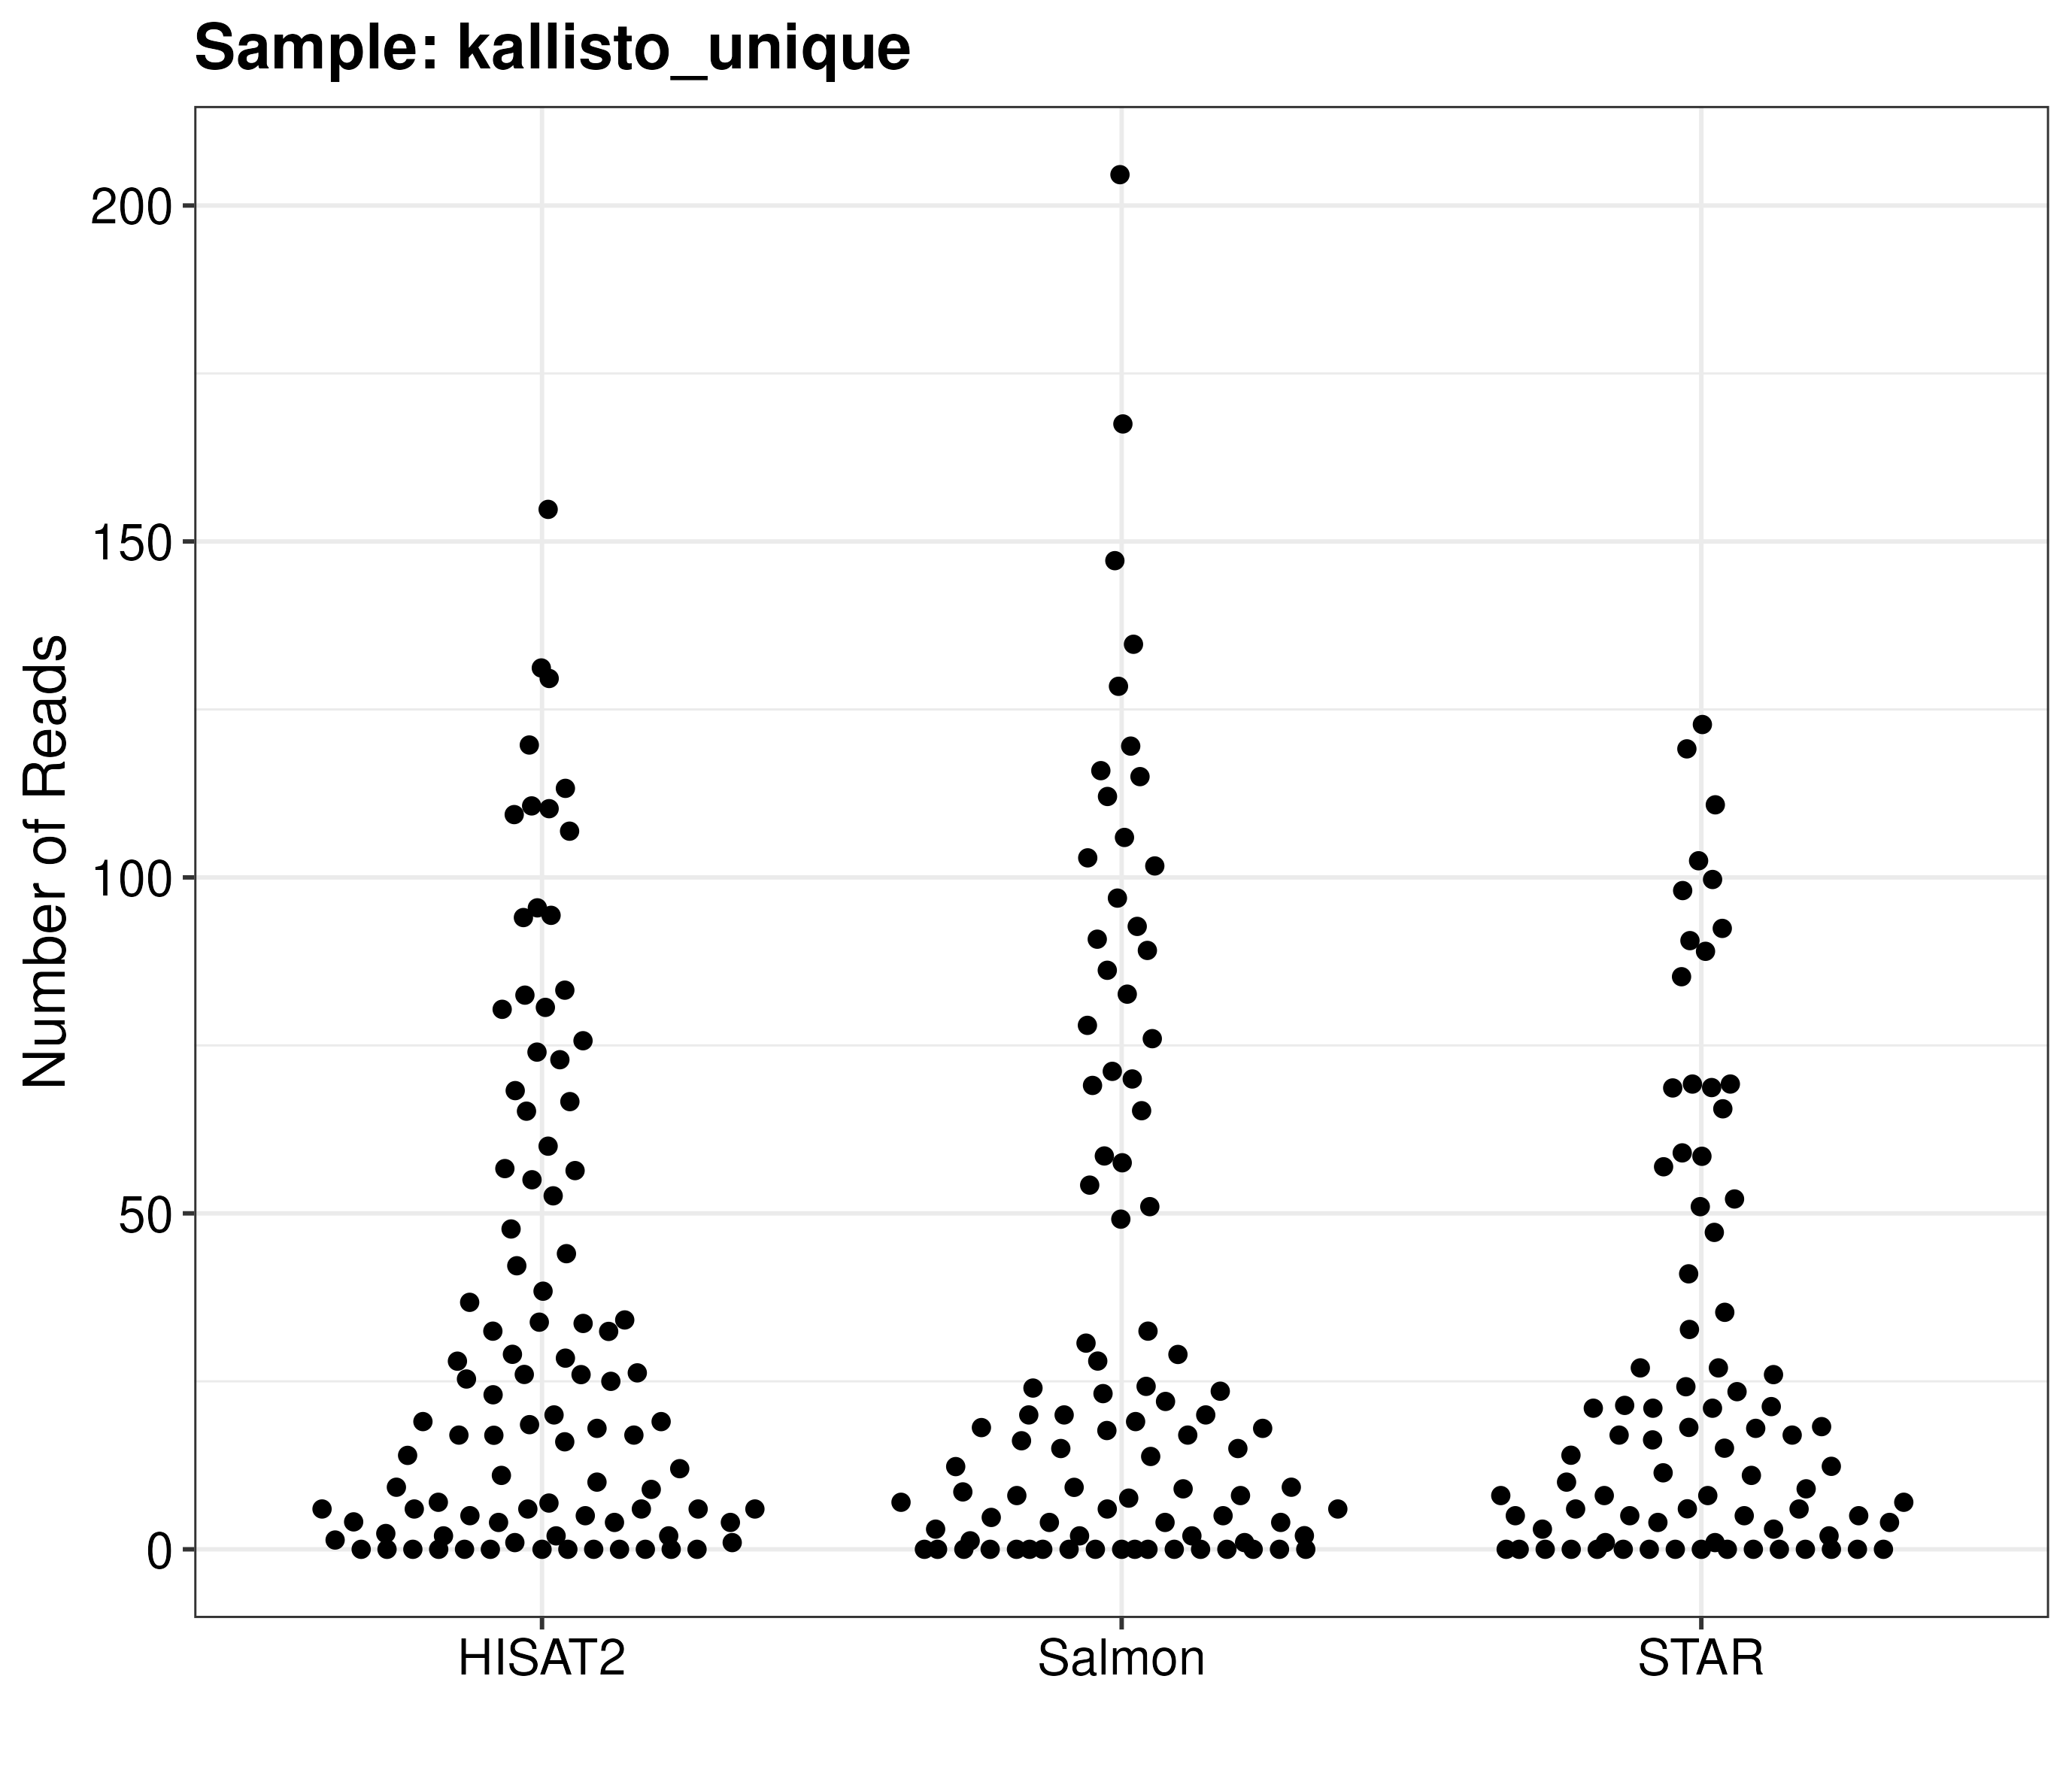 Sample: kallisto_unique
Number of Reads
200
150
100
50
0
HISAT2
Salmon
STAR